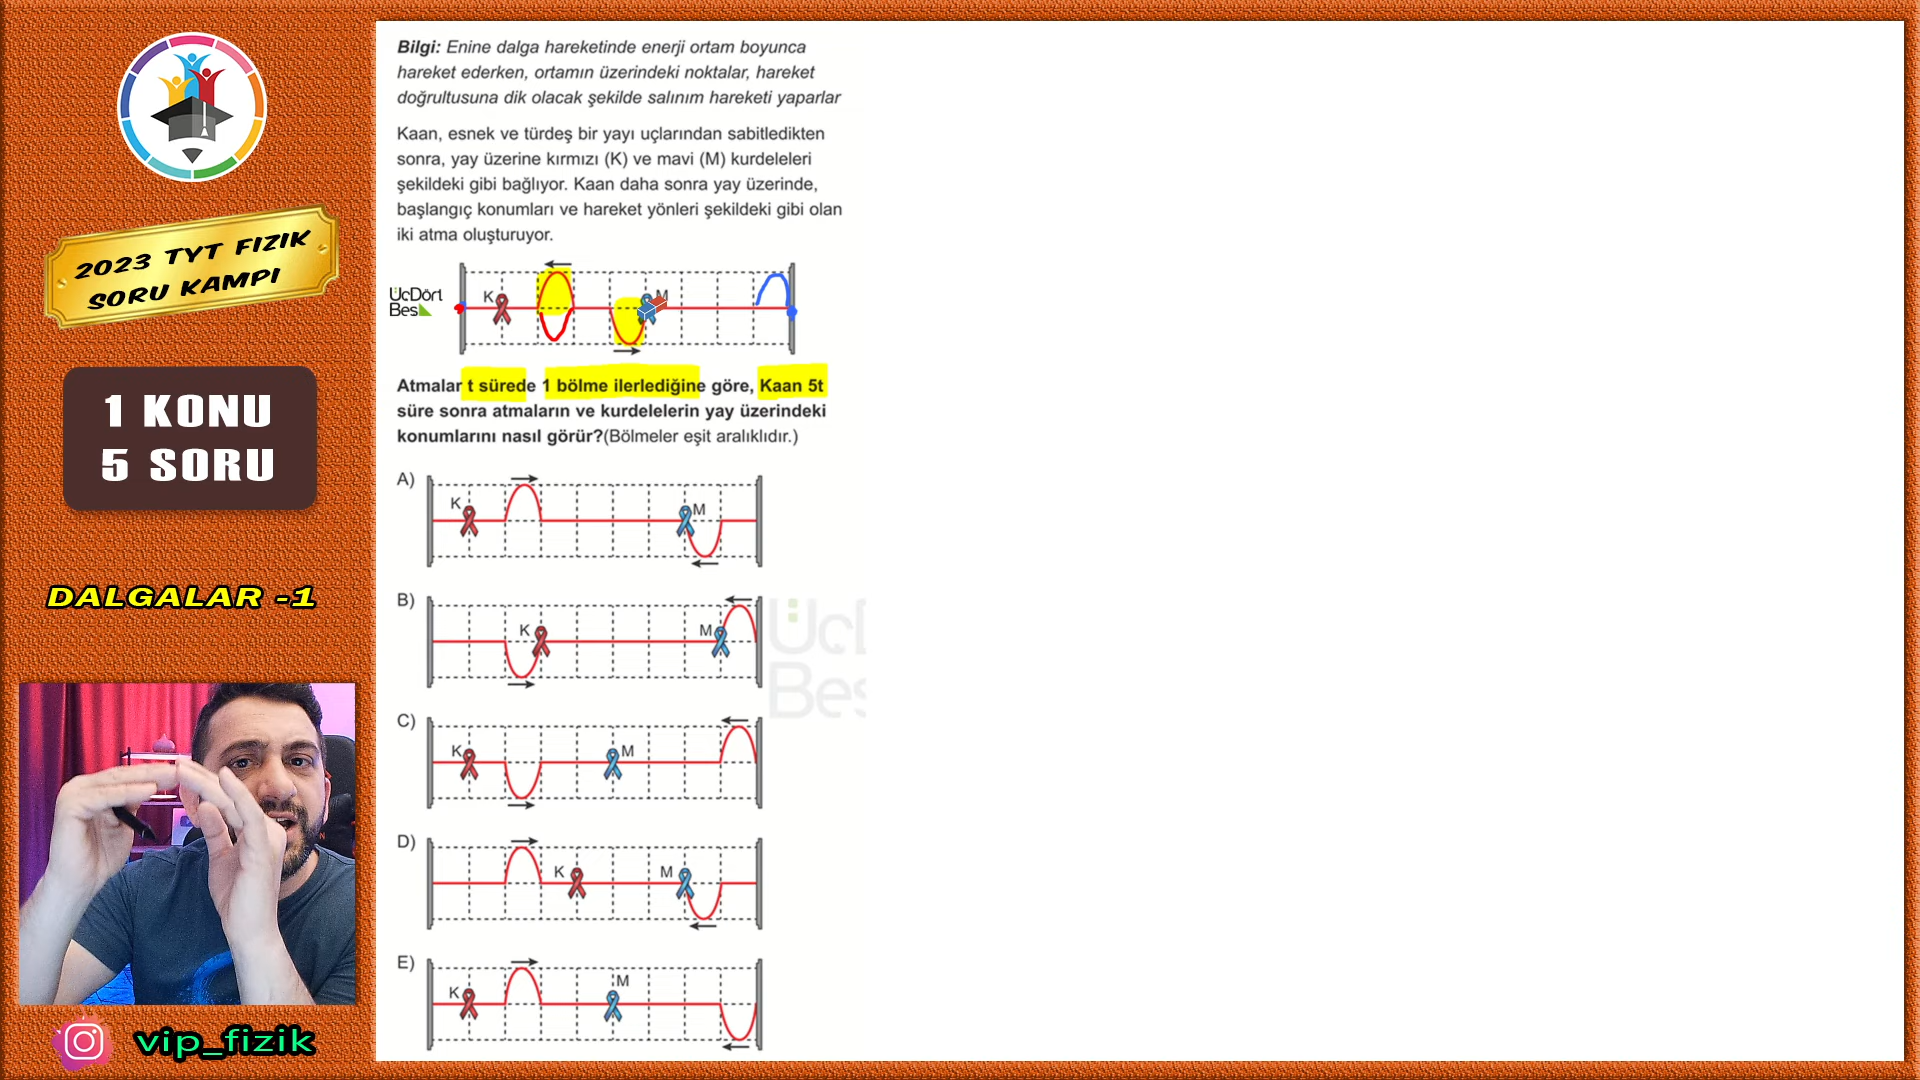 2023 TYT FIZIK
SORU KAMPI
1 KONU
5 SORU
DALGALAR -1
vip_fizik
Bilgi: Enine dalga hareketinde enerji ortam boyunca
hareket ederken, ortamın üzerindeki noktalar, hareket
doğrultusuna dik olacak şekilde salınım hareketi yaparlar
Kaan, esnek ve türdeş bir yayı uçlarından sabitledikten
sonra, yay üzerine kırmızı (K) ve mavi (M) kurdeleleri
şekildeki gibi bağlıyor. Kaan daha sonra yay üzerinde,
başlangıç konumları ve hareket yönleri şekildeki gibi olan
iki atma oluşturuyor.
ÜcDört
Bes
K
M
Atmalar t sürede 1 bölme ilerlediğine göre, Kaan 5t
süre sonra atmaların ve kurdelelerin yay üzerindeki
konumlarını nasıl görür?(Bölmeler eşit aralıklıdır.)
A)
K
M
B)
K
M
C)
K
M
D)
K
M
E)
K
M